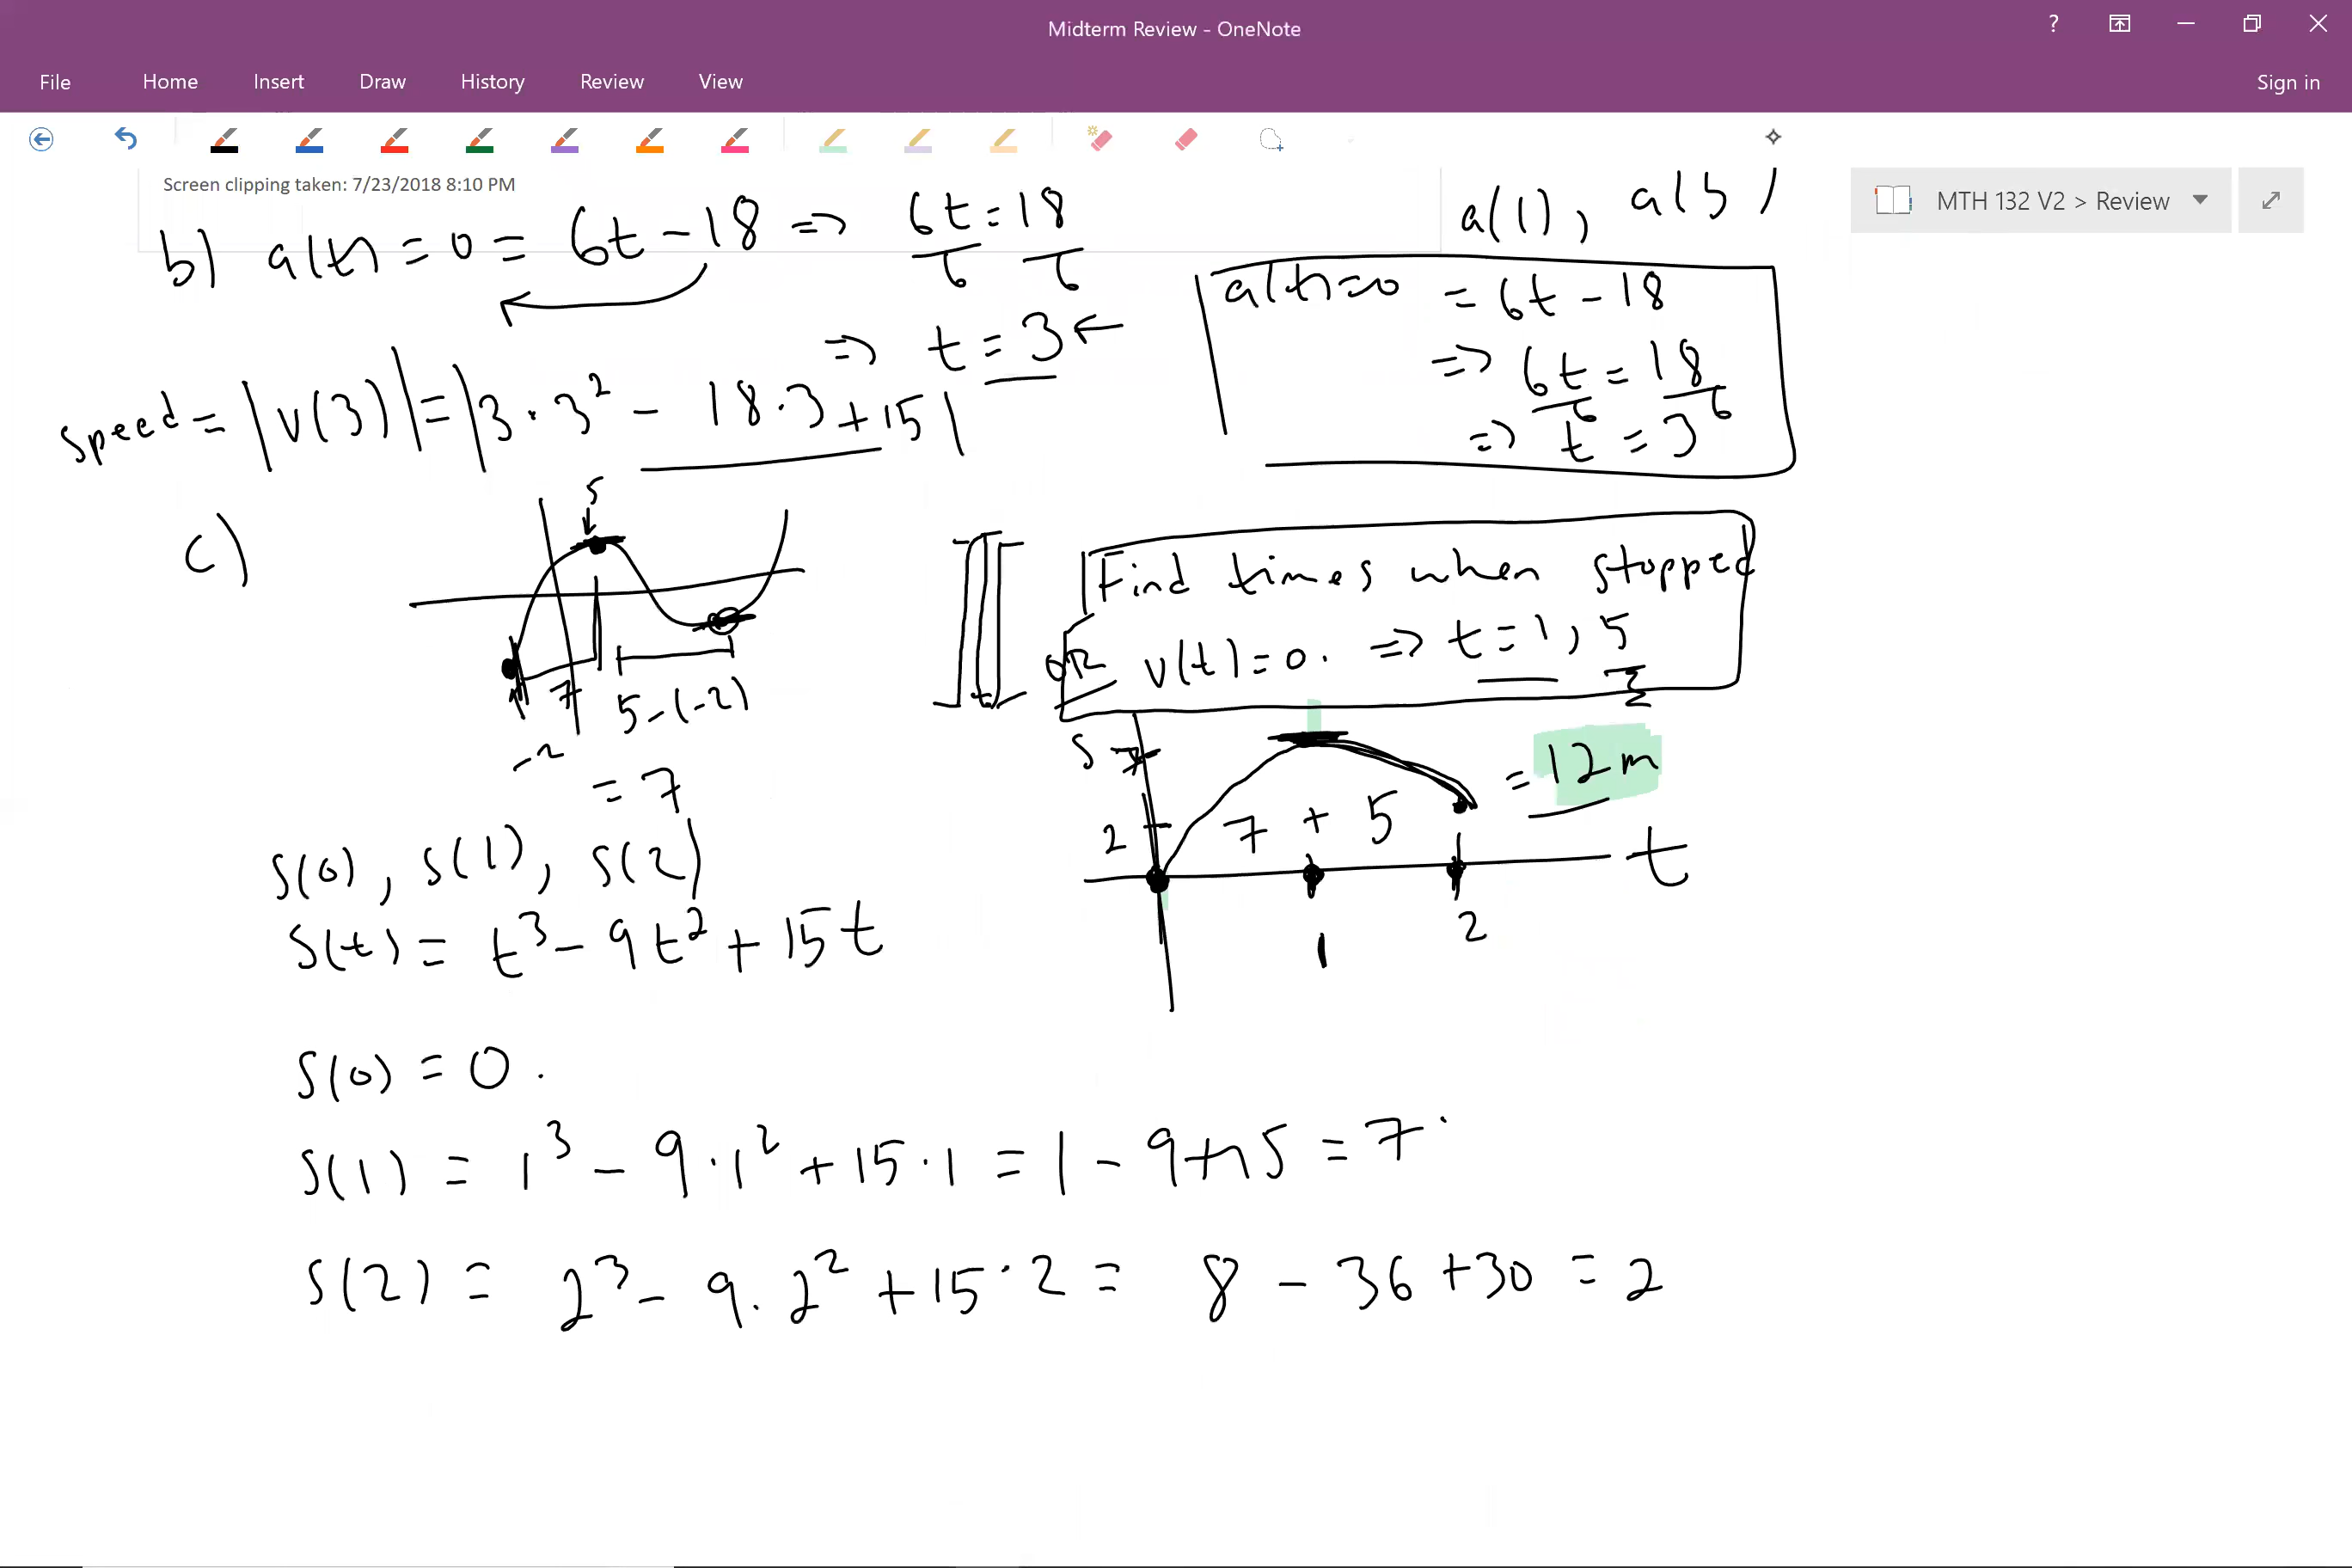 Midterm Review - OneNote
File Home Insert Draw History Review View Sign in
Screen clipping taken: 7/23/2018 8:10 PM
MTH 132 V2 > Review
b) a(t) = 0 = 6t - 18 => 6t/6 = 18/6
=> t = 3 ←
a(1), a(5)
a(t)=0 = 6t - 18
=> 6t/6 = 18/6
=> t = 3
speed = |v(3)| = |3·3² - 18·3 + 15|
c)
5
7
5-(-2)
-2
= 7
Find times when stopped
or v(t)=0. => t = 1, 5
s 7
2
7 + 5
= 12 m
t
1
2
s(0), s(1), s(2)
s(t) = t³ - 9t² + 15t
s(0) = 0.
s(1) = 1³ - 9·1² + 15·1 = 1 - 9+15 = 7.
s(2) = 2³ - 9·2² + 15·2 = 8 - 36 +30 = 2